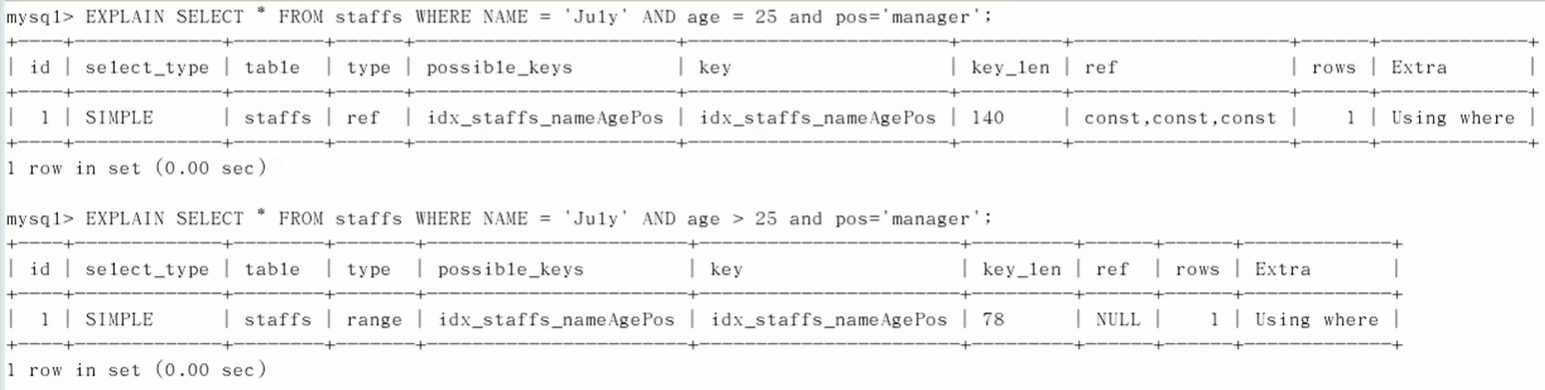 mysql> EXPLAIN SELECT * FROM staffs WHERE NAME = 'July' AND age = 25 and pos='manager';
+----+-------------+--------+------+-----------------------+-----------------------+---------+-------------------+------+-------------+
| id | select_type | table | type | possible_keys | key | key_len | ref | rows | Extra |
+----+-------------+--------+------+-----------------------+-----------------------+---------+-------------------+------+-------------+
| 1 | SIMPLE | staffs | ref | idx_staffs_nameAgePos | idx_staffs_nameAgePos | 140 | const,const,const | 1 | Using where |
+----+-------------+--------+------+-----------------------+-----------------------+---------+-------------------+------+-------------+
1 row in set (0.00 sec)
mysql> EXPLAIN SELECT * FROM staffs WHERE NAME = 'July' AND age > 25 and pos='manager';
+----+-------------+--------+-------+-----------------------+-----------------------+---------+------+------+-------------+
| id | select_type | table | type | possible_keys | key | key_len | ref | rows | Extra |
+----+-------------+--------+-------+-----------------------+-----------------------+---------+------+------+-------------+
| 1 | SIMPLE | staffs | range | idx_staffs_nameAgePos | idx_staffs_nameAgePos | 78 | NULL | 1 | Using where |
+----+-------------+--------+-------+-----------------------+-----------------------+---------+------+------+-------------+
1 row in set (0.00 sec)